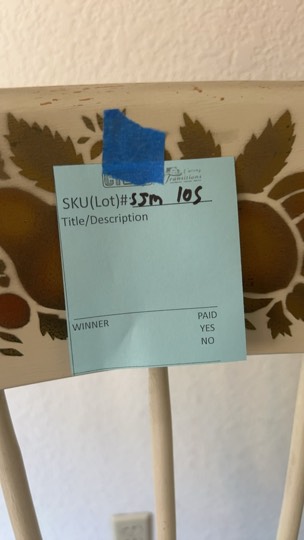 SKU(Lot)# SSM 105
Title/Description
PAID
WINNER YES
NO